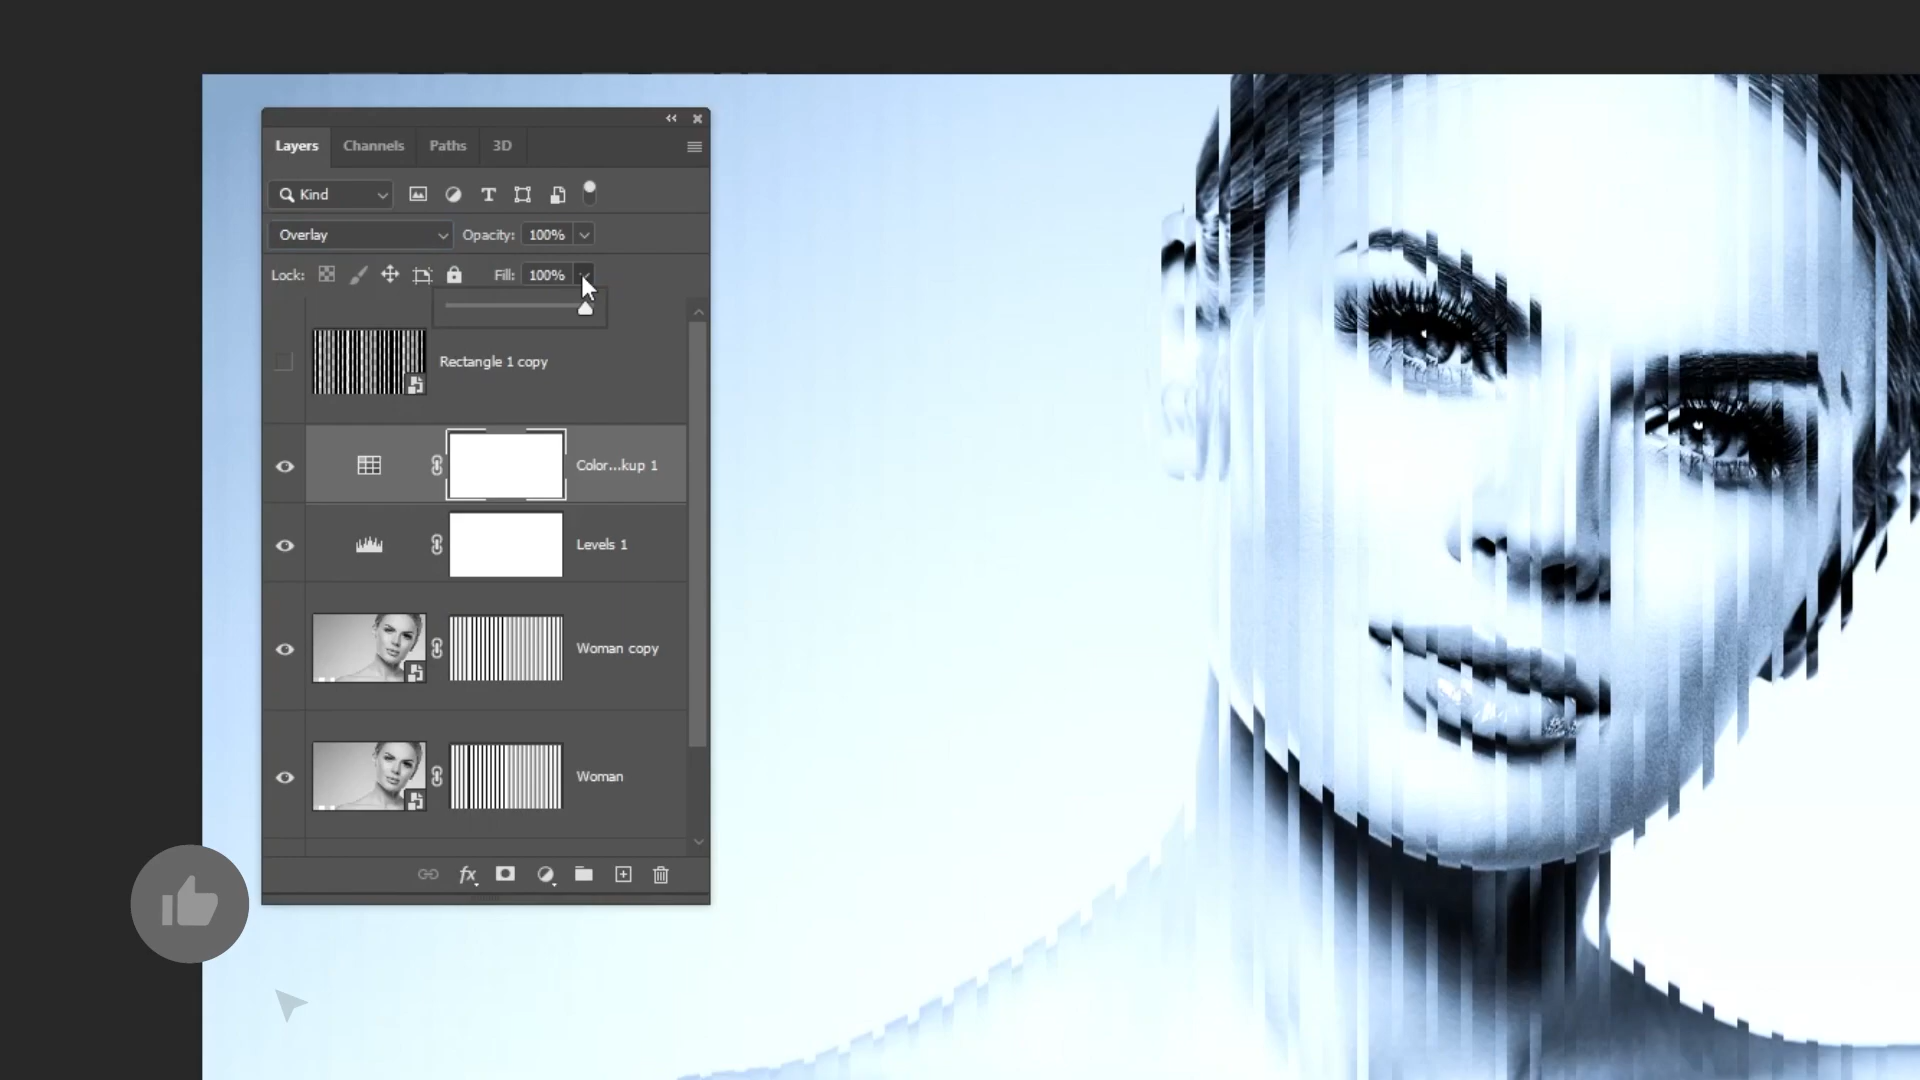 Layers Channels Paths 3D
Kind T
Overlay Opacity: 100%
Lock: Fill: 100%
Rectangle 1 copy
Color...kup 1
Levels 1
Woman copy
Woman
fx